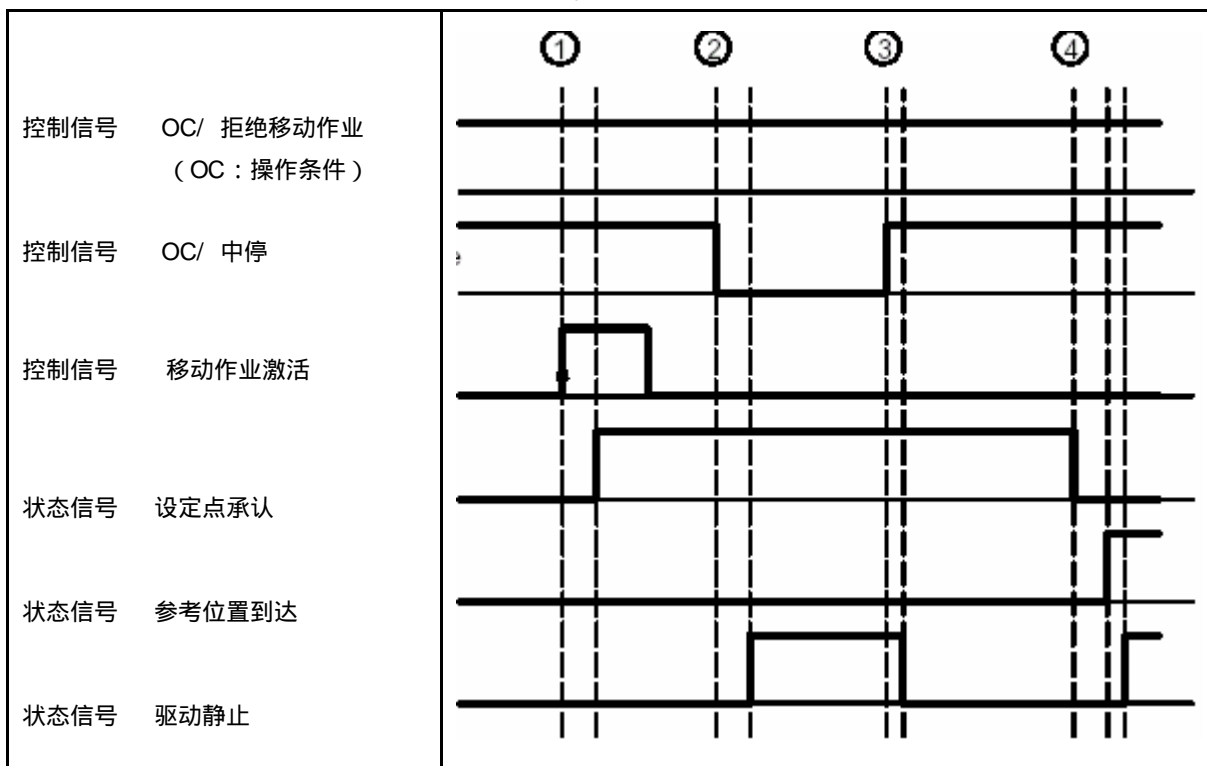 ① ② ③ ④
控制信号 OC/ 拒绝移动作业
（OC：操作条件）
控制信号 OC/ 中停
e
控制信号 移动作业激活
状态信号 设定点承认
状态信号 参考位置到达
状态信号 驱动静止